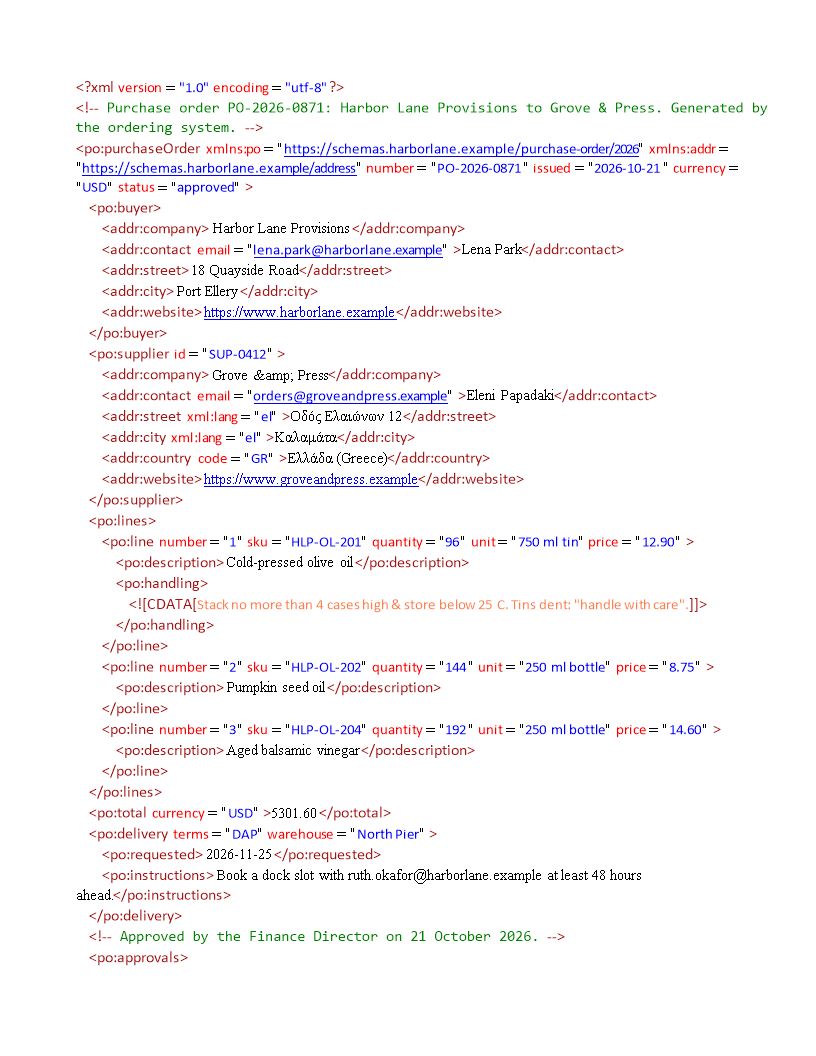 <?xml version = "1.0" encoding = "utf-8" ?>
<!-- Purchase order PO-2026-0871: Harbor Lane Provisions to Grove & Press. Generated by
the ordering system. -->
<po:purchaseOrder xmlns:po = "https://schemas.harborlane.example/purchase-order/2026" xmlns:addr =
"https://schemas.harborlane.example/address" number = "PO-2026-0871" issued = "2026-10-21" currency =
"USD" status = "approved" >
<po:buyer>
<addr:company> Harbor Lane Provisions </addr:company>
<addr:contact email = "lena.park@harborlane.example" >Lena Park</addr:contact>
<addr:street> 18 Quayside Road</addr:street>
<addr:city> Port Ellery </addr:city>
<addr:website> https://www.harborlane.example</addr:website>
</po:buyer>
<po:supplier id = "SUP-0412" >
<addr:company> Grove &amp; Press</addr:company>
<addr:contact email = "orders@groveandpress.example" >Eleni Papadaki</addr:contact>
<addr:street xml:lang = "el" >Οδός Ελαιώνων 12</addr:street>
<addr:city xml:lang = "el" >Καλαμάτα</addr:city>
<addr:country code = "GR" >Ελλάδα (Greece)</addr:country>
<addr:website> https://www.groveandpress.example</addr:website>
</po:supplier>
<po:lines>
<po:line number = "1" sku = "HLP-OL-201" quantity = "96" unit = "750 ml tin" price = "12.90" >
<po:description> Cold-pressed olive oil</po:description>
<po:handling>
<![CDATA[Stack no more than 4 cases high & store below 25 C. Tins dent: "handle with care".]]>
</po:handling>
</po:line>
<po:line number = "2" sku = "HLP-OL-202" quantity = "144" unit = "250 ml bottle" price = "8.75" >
<po:description> Pumpkin seed oil </po:description>
</po:line>
<po:line number = "3" sku = "HLP-OL-204" quantity = "192" unit = "250 ml bottle" price = "14.60" >
<po:description> Aged balsamic vinegar</po:description>
</po:line>
</po:lines>
<po:total currency = "USD" >5301.60 </po:total>
<po:delivery terms = "DAP" warehouse = "North Pier" >
<po:requested> 2026-11-25 </po:requested>
<po:instructions> Book a dock slot with ruth.okafor@harborlane.example at least 48 hours
ahead.</po:instructions>
</po:delivery>
<!-- Approved by the Finance Director on 21 October 2026. -->
<po:approvals>